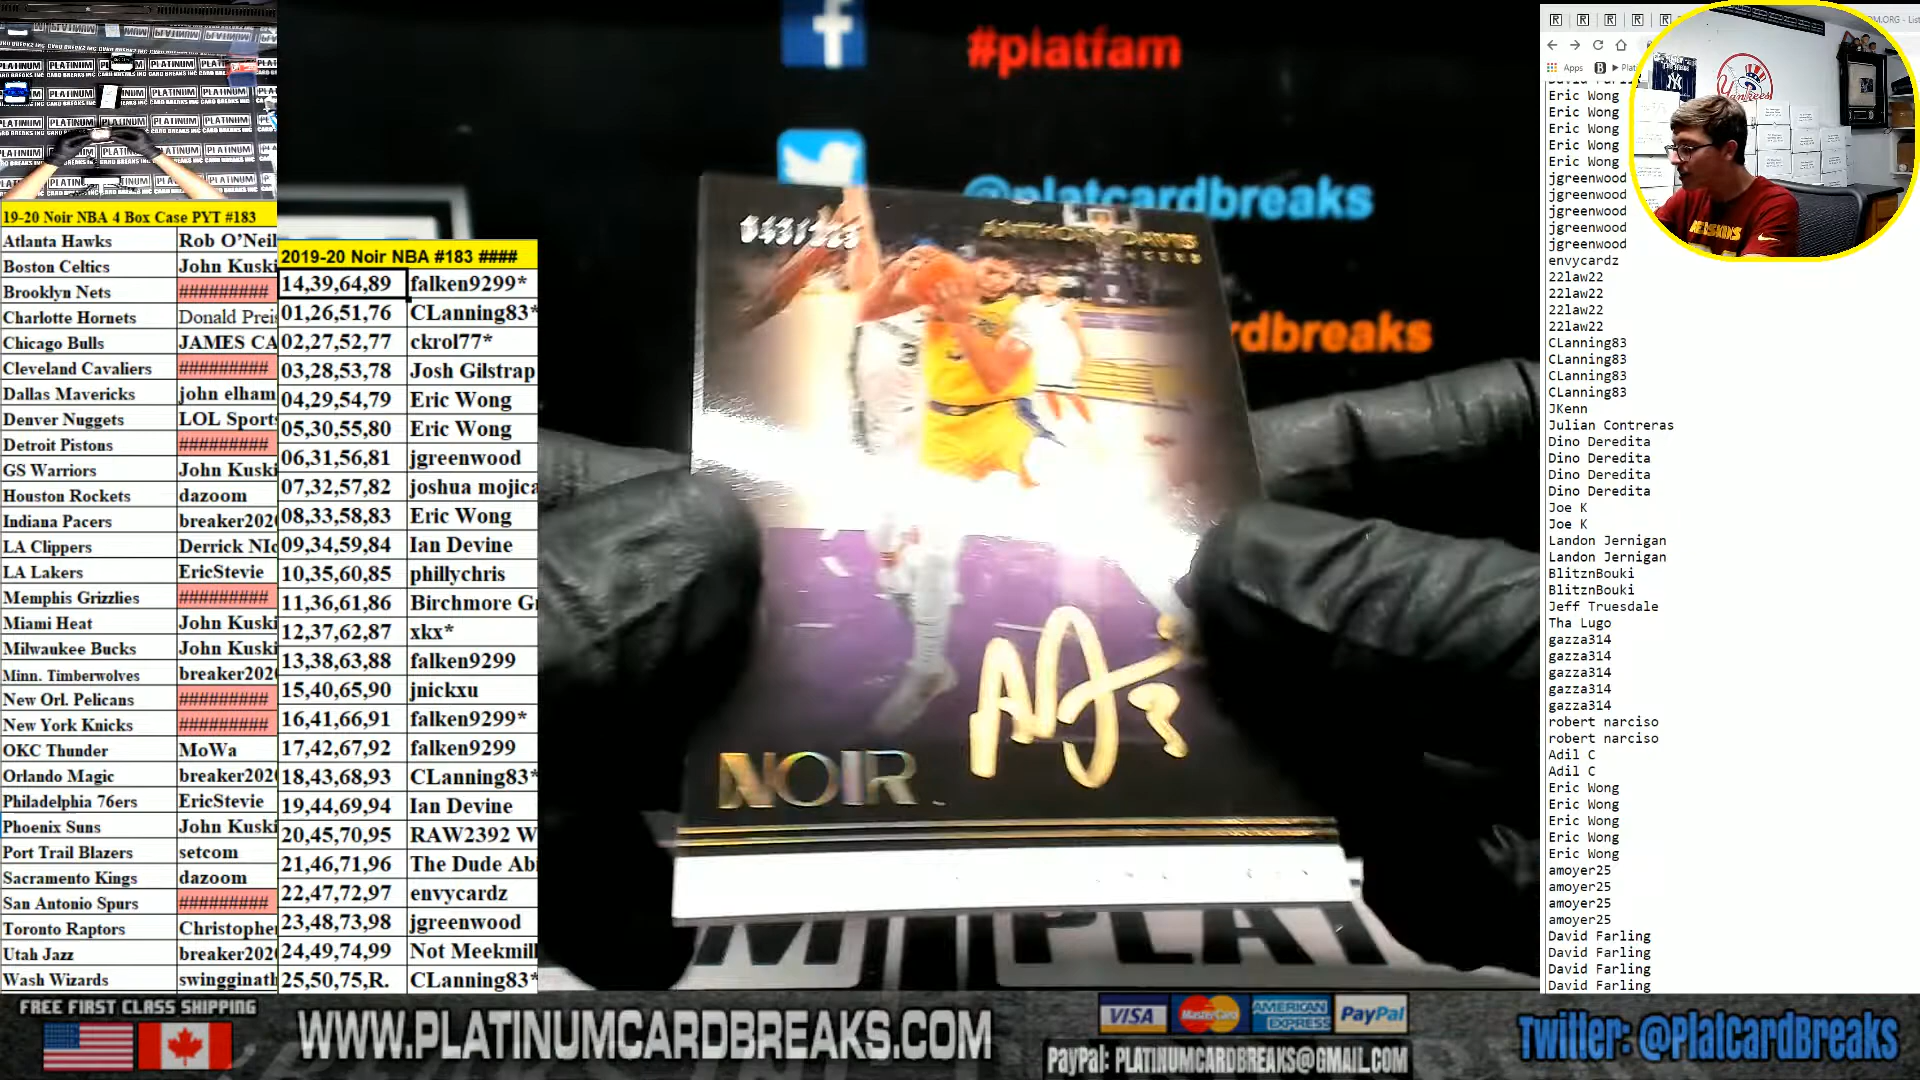 #platfam
@platcardbreaks
cardbreaks
19-20 Noir NBA 4 Box Case PYT #183
Atlanta Hawks Rob O'Neil
Boston Celtics John Kuski
Brooklyn Nets #########
Charlotte Hornets Donald Preis
Chicago Bulls JAMES CA
Cleveland Cavaliers #########
Dallas Mavericks john elham
Denver Nuggets LOL Sports
Detroit Pistons #########
GS Warriors John Kuski
Houston Rockets dazoom
Indiana Pacers breaker202
LA Clippers Derrick NIc
LA Lakers EricStevie
Memphis Grizzlies #########
Miami Heat John Kuski
Milwaukee Bucks John Kuski
Minn. Timberwolves breaker202
New Orl. Pelicans #########
New York Knicks #########
OKC Thunder MoWa
Orlando Magic breaker202
Philadelphia 76ers EricStevie
Phoenix Suns John Kuski
Port Trail Blazers setcom
Sacramento Kings dazoom
San Antonio Spurs #########
Toronto Raptors Christophe
Utah Jazz breaker202
Wash Wizards swingginath
2019-20 Noir NBA #183 ####
14,39,64,89 falken9299*
01,26,51,76 CLanning83*
02,27,52,77 ckrol77*
03,28,53,78 Josh Gilstrap
04,29,54,79 Eric Wong
05,30,55,80 Eric Wong
06,31,56,81 jgreenwood
07,32,57,82 joshua mojica
08,33,58,83 Eric Wong
09,34,59,84 Ian Devine
10,35,60,85 phillychris
11,36,61,86 Birchmore Gr
12,37,62,87 xkx*
13,38,63,88 falken9299
15,40,65,90 jnickxu
16,41,66,91 falken9299*
17,42,67,92 falken9299
18,43,68,93 CLanning83*
19,44,69,94 Ian Devine
20,45,70,95 RAW2392 W
21,46,71,96 The Dude Abi
22,47,72,97 envycardz
23,48,73,98 jgreenwood
24,49,74,99 Not Meekmill
25,50,75,R. CLanning83*
ANTHONY DAVIS
NOIR
Apps
Yankees
REDSKINS
Eric Wong
Eric Wong
Eric Wong
Eric Wong
Eric Wong
jgreenwood
jgreenwood
jgreenwood
jgreenwood
jgreenwood
envycardz
22law22
22law22
22law22
22law22
CLanning83
CLanning83
CLanning83
CLanning83
JKenn
Julian Contreras
Dino Deredita
Dino Deredita
Dino Deredita
Dino Deredita
Joe K
Joe K
Landon Jernigan
Landon Jernigan
BlitznBouki
BlitznBouki
Jeff Truesdale
Tha Lugo
gazza314
gazza314
gazza314
gazza314
gazza314
robert narciso
robert narciso
Adil C
Adil C
Eric Wong
Eric Wong
Eric Wong
Eric Wong
Eric Wong
amoyer25
amoyer25
amoyer25
amoyer25
David Farling
David Farling
David Farling
David Farling
FREE FIRST CLASS SHIPPING
WWW.PLATINUMCARDBREAKS.COM
VISA MasterCard AMERICAN EXPRESS PayPal
PayPal: PLATINUMCARDBREAKS@GMAIL.COM
Twitter: @PlatCardBreaks